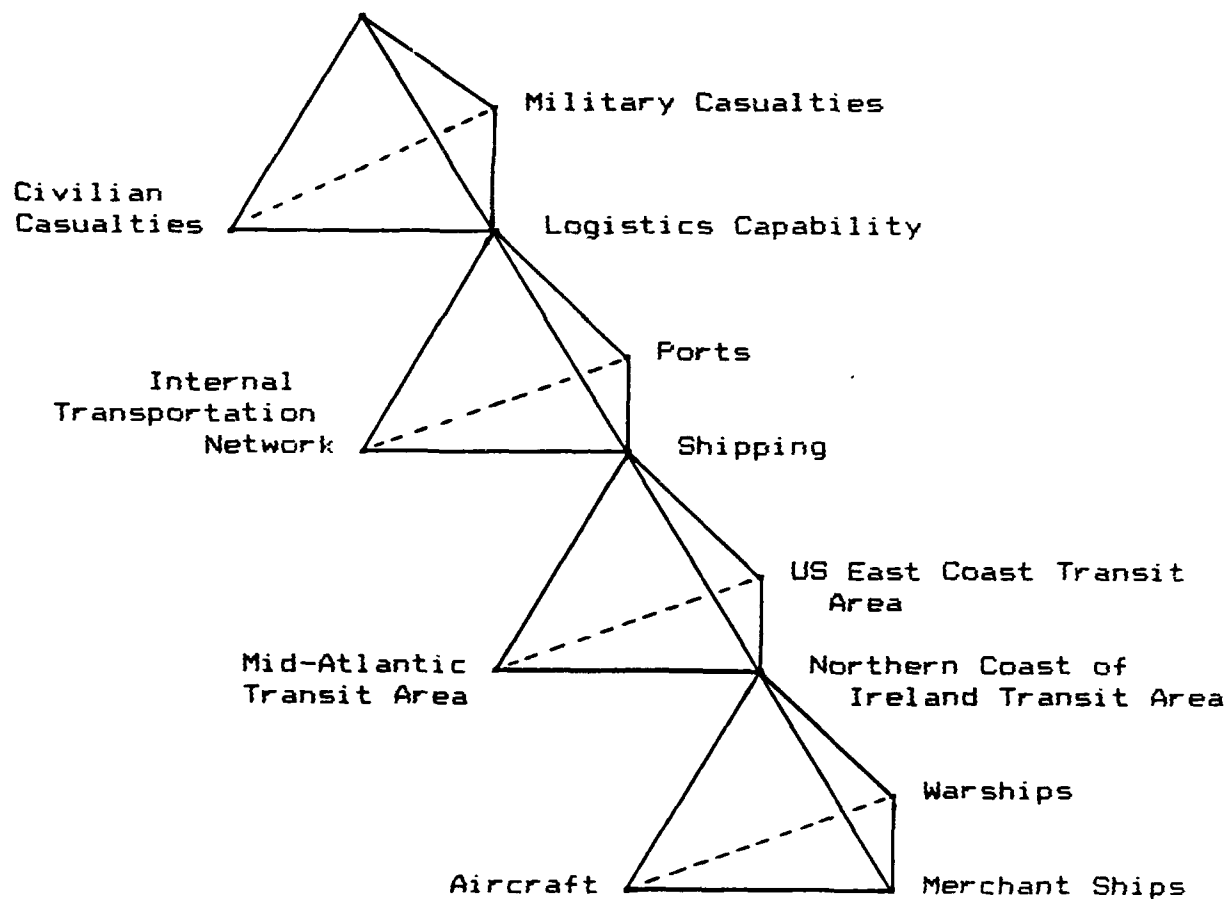 Military Casualties
Civilian
Casualties
Logistics Capability
Ports
Internal
Transportation
Network
Shipping
US East Coast Transit
Area
Mid-Atlantic
Transit Area
Northern Coast of
Ireland Transit Area
Warships
Aircraft
Merchant Ships